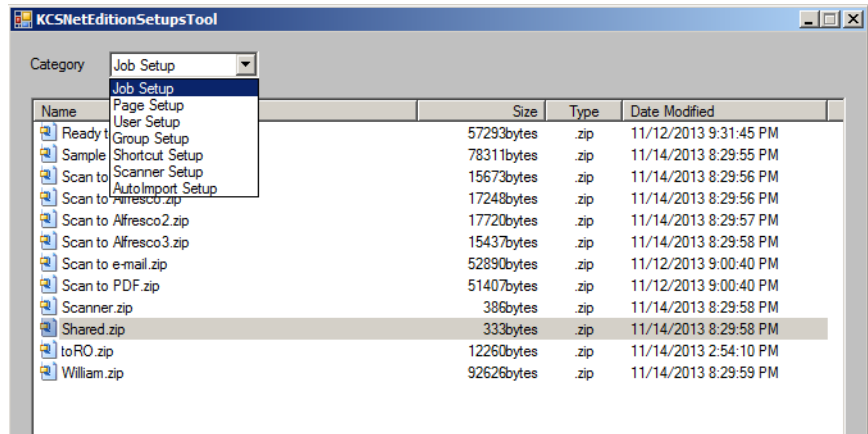 KCSNetEditionSetupsTool
Category Job Setup
Job Setup
Page Setup
User Setup
Group Setup
Shortcut Setup
Scanner Setup
AutoImport Setup
Name Size Type Date Modified
Ready t 57293bytes .zip 11/12/2013 9:31:45 PM
Sample 78311bytes .zip 11/14/2013 8:29:55 PM
Scan to 15673bytes .zip 11/14/2013 8:29:56 PM
Scan to Alfresco.zip 17248bytes .zip 11/14/2013 8:29:56 PM
Scan to Alfresco2.zip 17720bytes .zip 11/14/2013 8:29:57 PM
Scan to Alfresco3.zip 15437bytes .zip 11/14/2013 8:29:58 PM
Scan to e-mail.zip 52890bytes .zip 11/12/2013 9:00:40 PM
Scan to PDF.zip 51407bytes .zip 11/12/2013 9:00:40 PM
Scanner.zip 386bytes .zip 11/14/2013 8:29:58 PM
Shared.zip 333bytes .zip 11/14/2013 8:29:58 PM
toRO.zip 12260bytes .zip 11/14/2013 2:54:10 PM
William.zip 92626bytes .zip 11/14/2013 8:29:59 PM